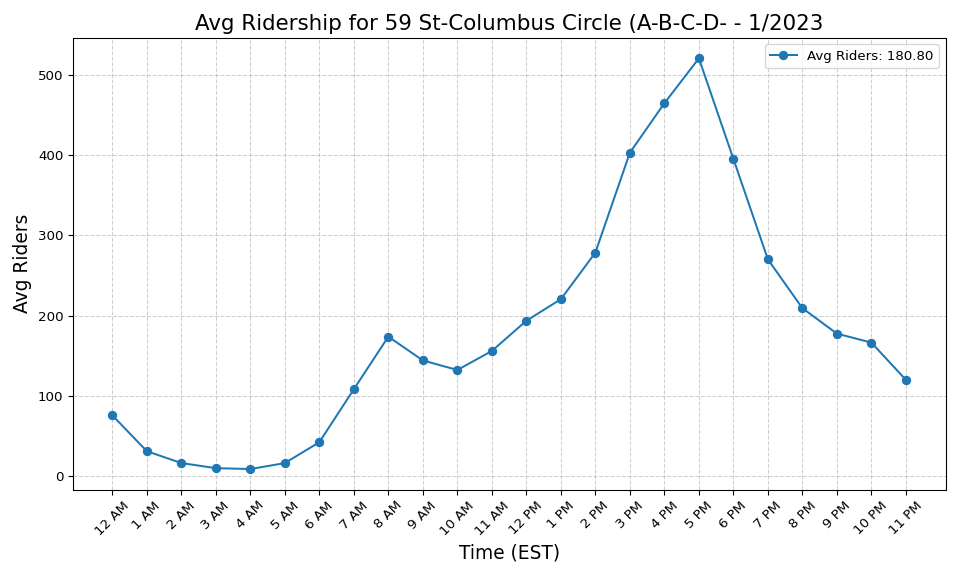 Avg Ridership for 59 St-Columbus Circle (A-B-C-D- - 1/2023
Avg Riders: 180.80
500
400
300
200
100
0
Avg Riders
12 AM
1 AM
2 AM
3 AM
4 AM
5 AM
6 AM
7 AM
8 AM
9 AM
10 AM
11 AM
12 PM
1 PM
2 PM
3 PM
4 PM
5 PM
6 PM
7 PM
8 PM
9 PM
10 PM
11 PM
Time (EST)